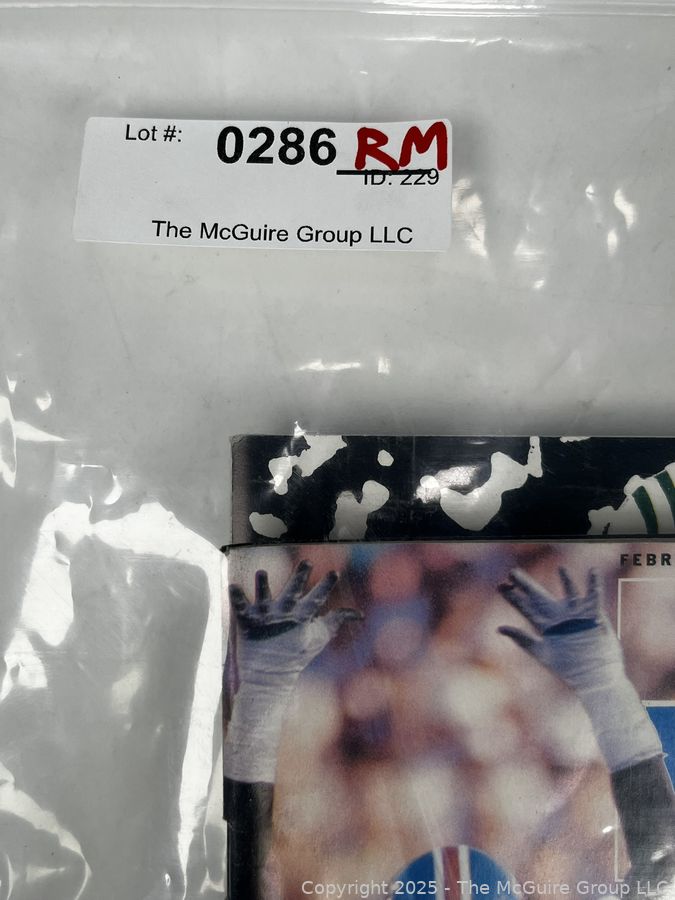 Lot #: 0286 RM
ID: 229
The McGuire Group LLC
FEBR
Copyright 2025 - The McGuire Group LLC